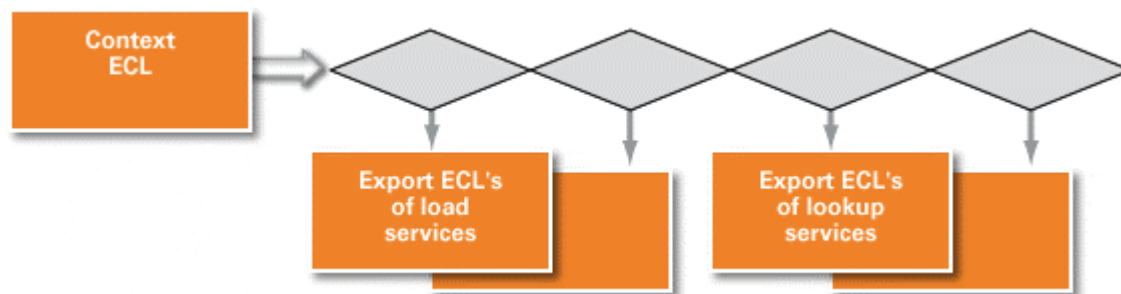 Context
ECL
Export ECL's
of load
services
Export ECL's
of lookup
services